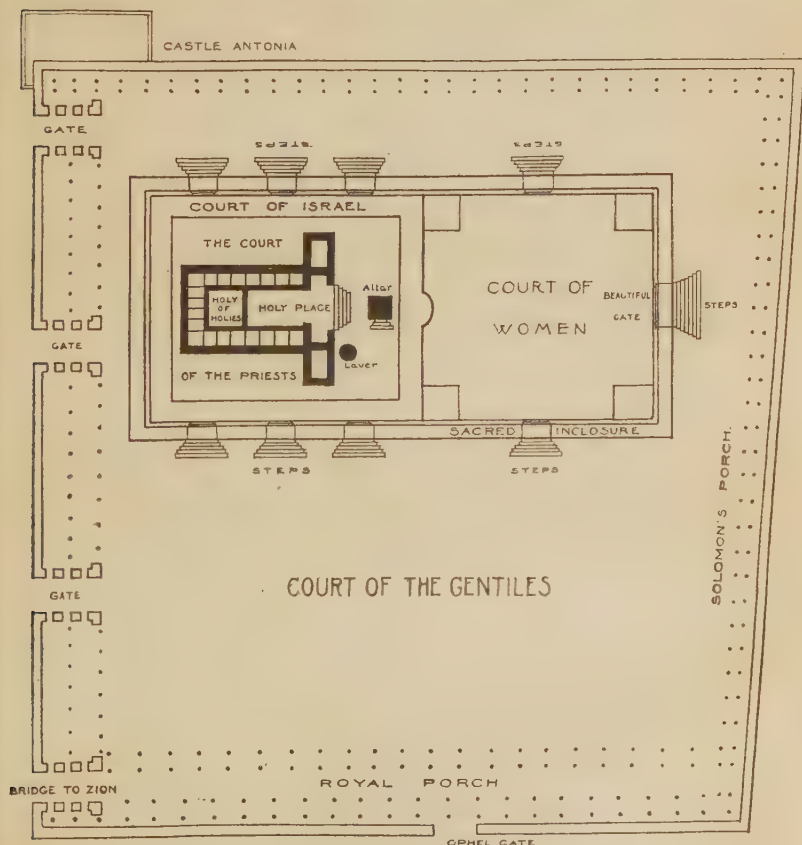 CASTLE ANTONIA
GATE
STEPS
STEPS
COURT OF ISRAEL
THE COURT
HOLY OF HOLIES
HOLY PLACE
Altar
Laver
OF THE PRIESTS
COURT OF
WOMEN
BEAUTIFUL
GATE
STEPS
GATE
SACRED INCLOSURE
STEPS
STEPS
SOLOMON'S PORCH.
GATE
COURT OF THE GENTILES
ROYAL PORCH
BRIDGE TO ZION
OPHEL GATE